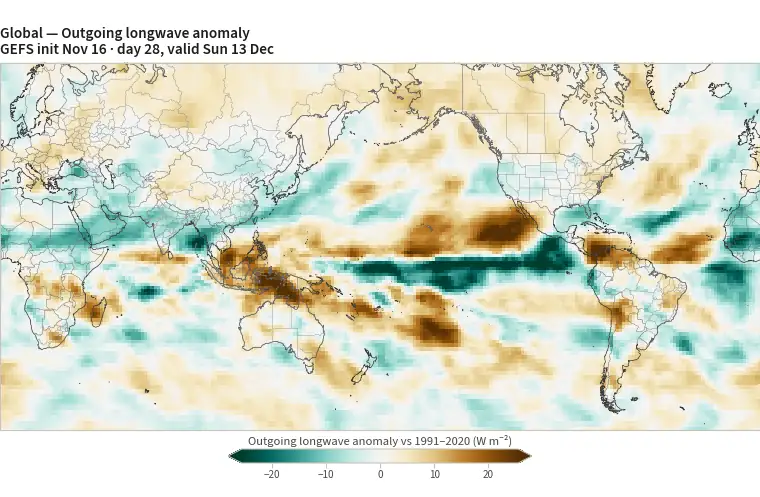 Global — Outgoing longwave anomaly
GEFS init Nov 16 · day 28, valid Sun 13 Dec
Outgoing longwave anomaly vs 1991–2020 (W m⁻²)
−20 −10 0 10 20